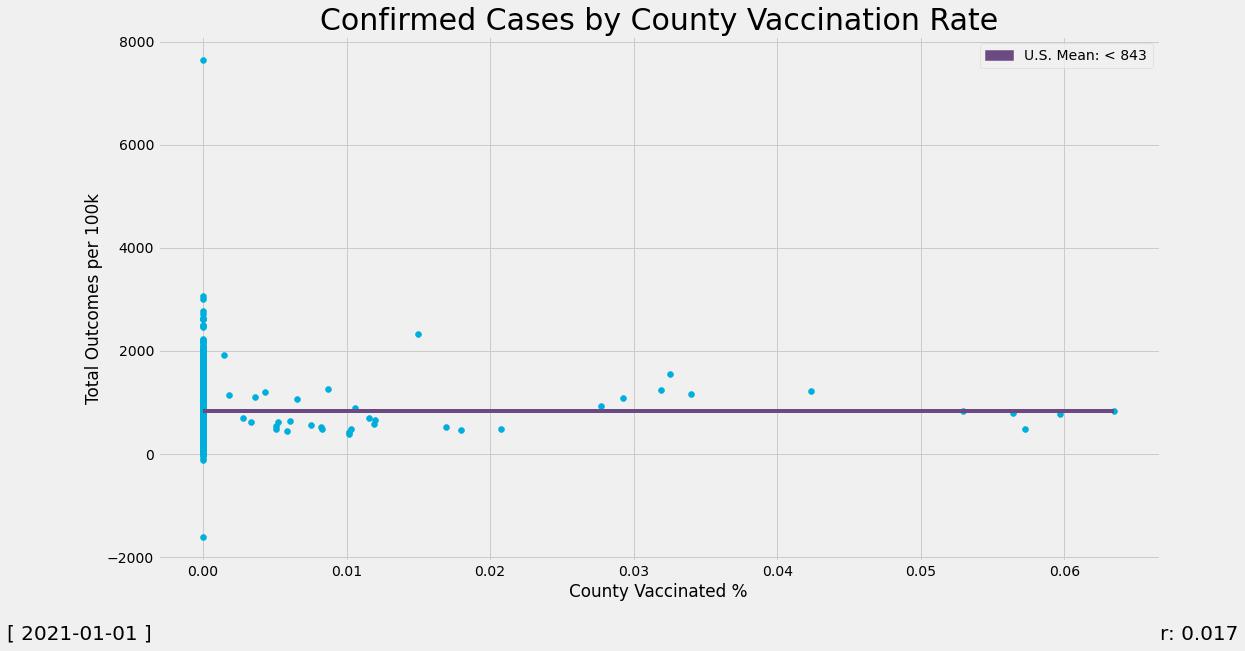 Confirmed Cases by County Vaccination Rate
U.S. Mean: < 843
Total Outcomes per 100k
8000
6000
4000
2000
0
−2000
0.00 0.01 0.02 0.03 0.04 0.05 0.06
County Vaccinated %
[ 2021-01-01 ]
r: 0.017